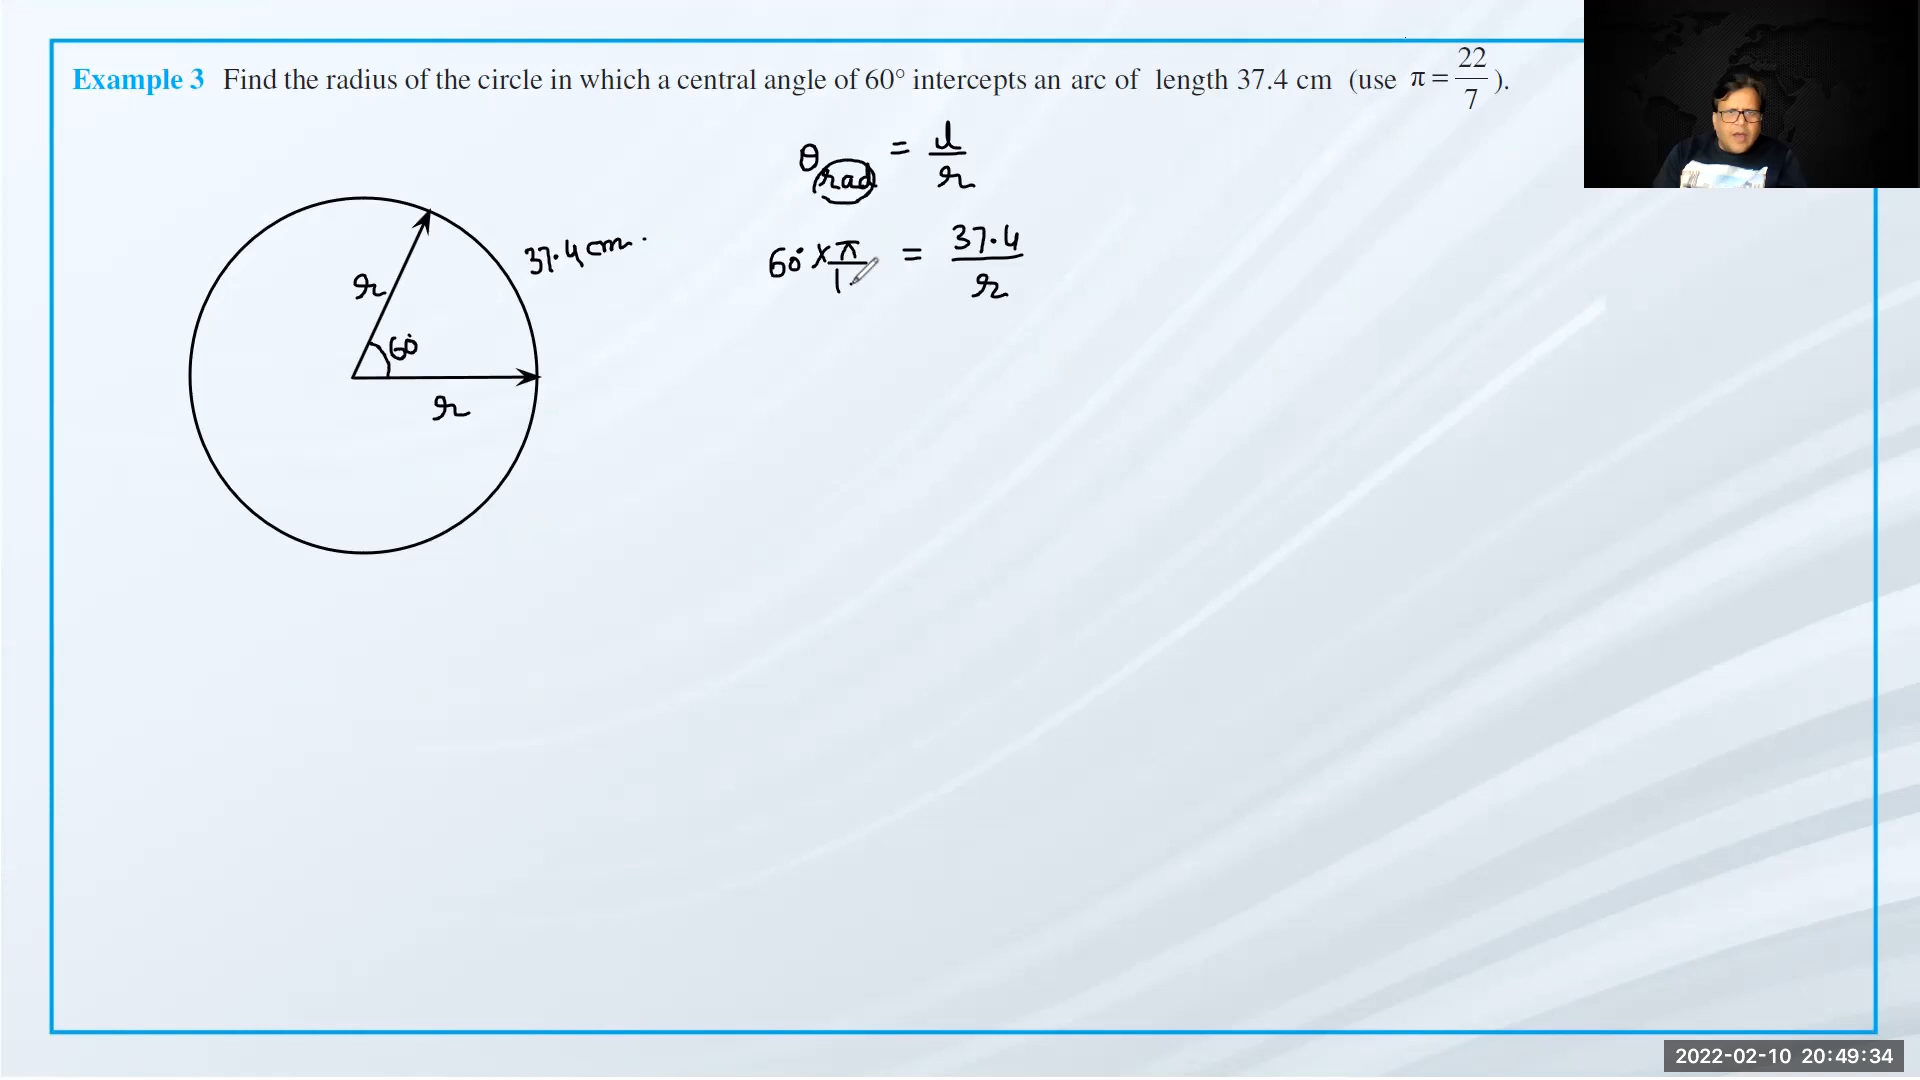 Example 3 Find the radius of the circle in which a central angle of 60° intercepts an arc of length 37.4 cm (use π = 22/7 ).
θ rad = l/r
37.4 cm.
60° × π/1 = 37.4/r
r
60°
r
2022-02-10 20:49:34